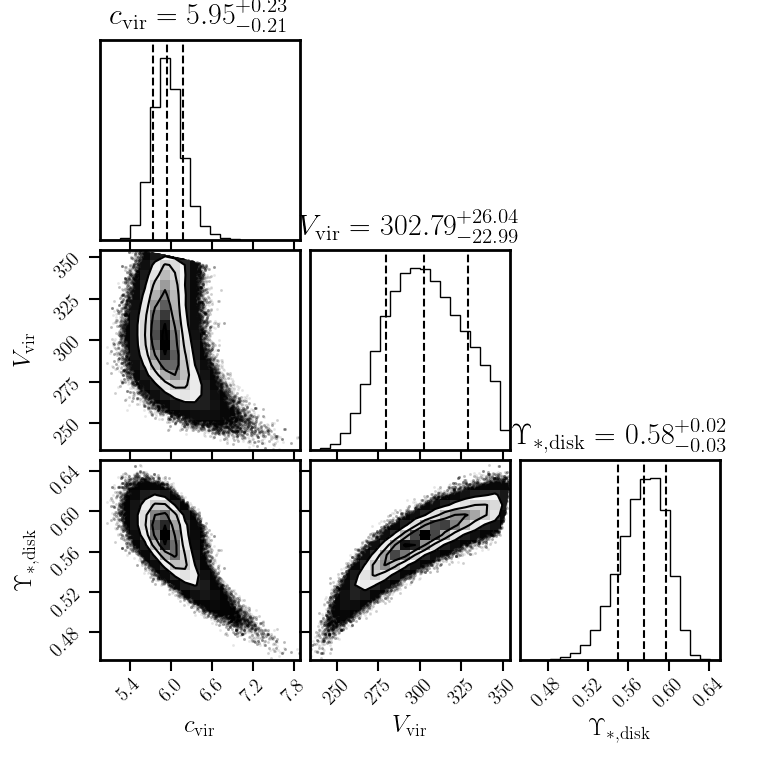 c_vir = 5.95^{+0.23}_{−0.21}
V_vir = 302.79^{+26.04}_{−22.99}
350
325
300
275
250
V_vir
Υ_{*,disk} = 0.58^{+0.02}_{−0.03}
0.64
0.60
0.56
0.52
0.48
Υ_{*,disk}
5.4 6.0 6.6 7.2 7.8
c_vir
250 275 300 325 350
V_vir
0.48 0.52 0.56 0.60 0.64
Υ_{*,disk}